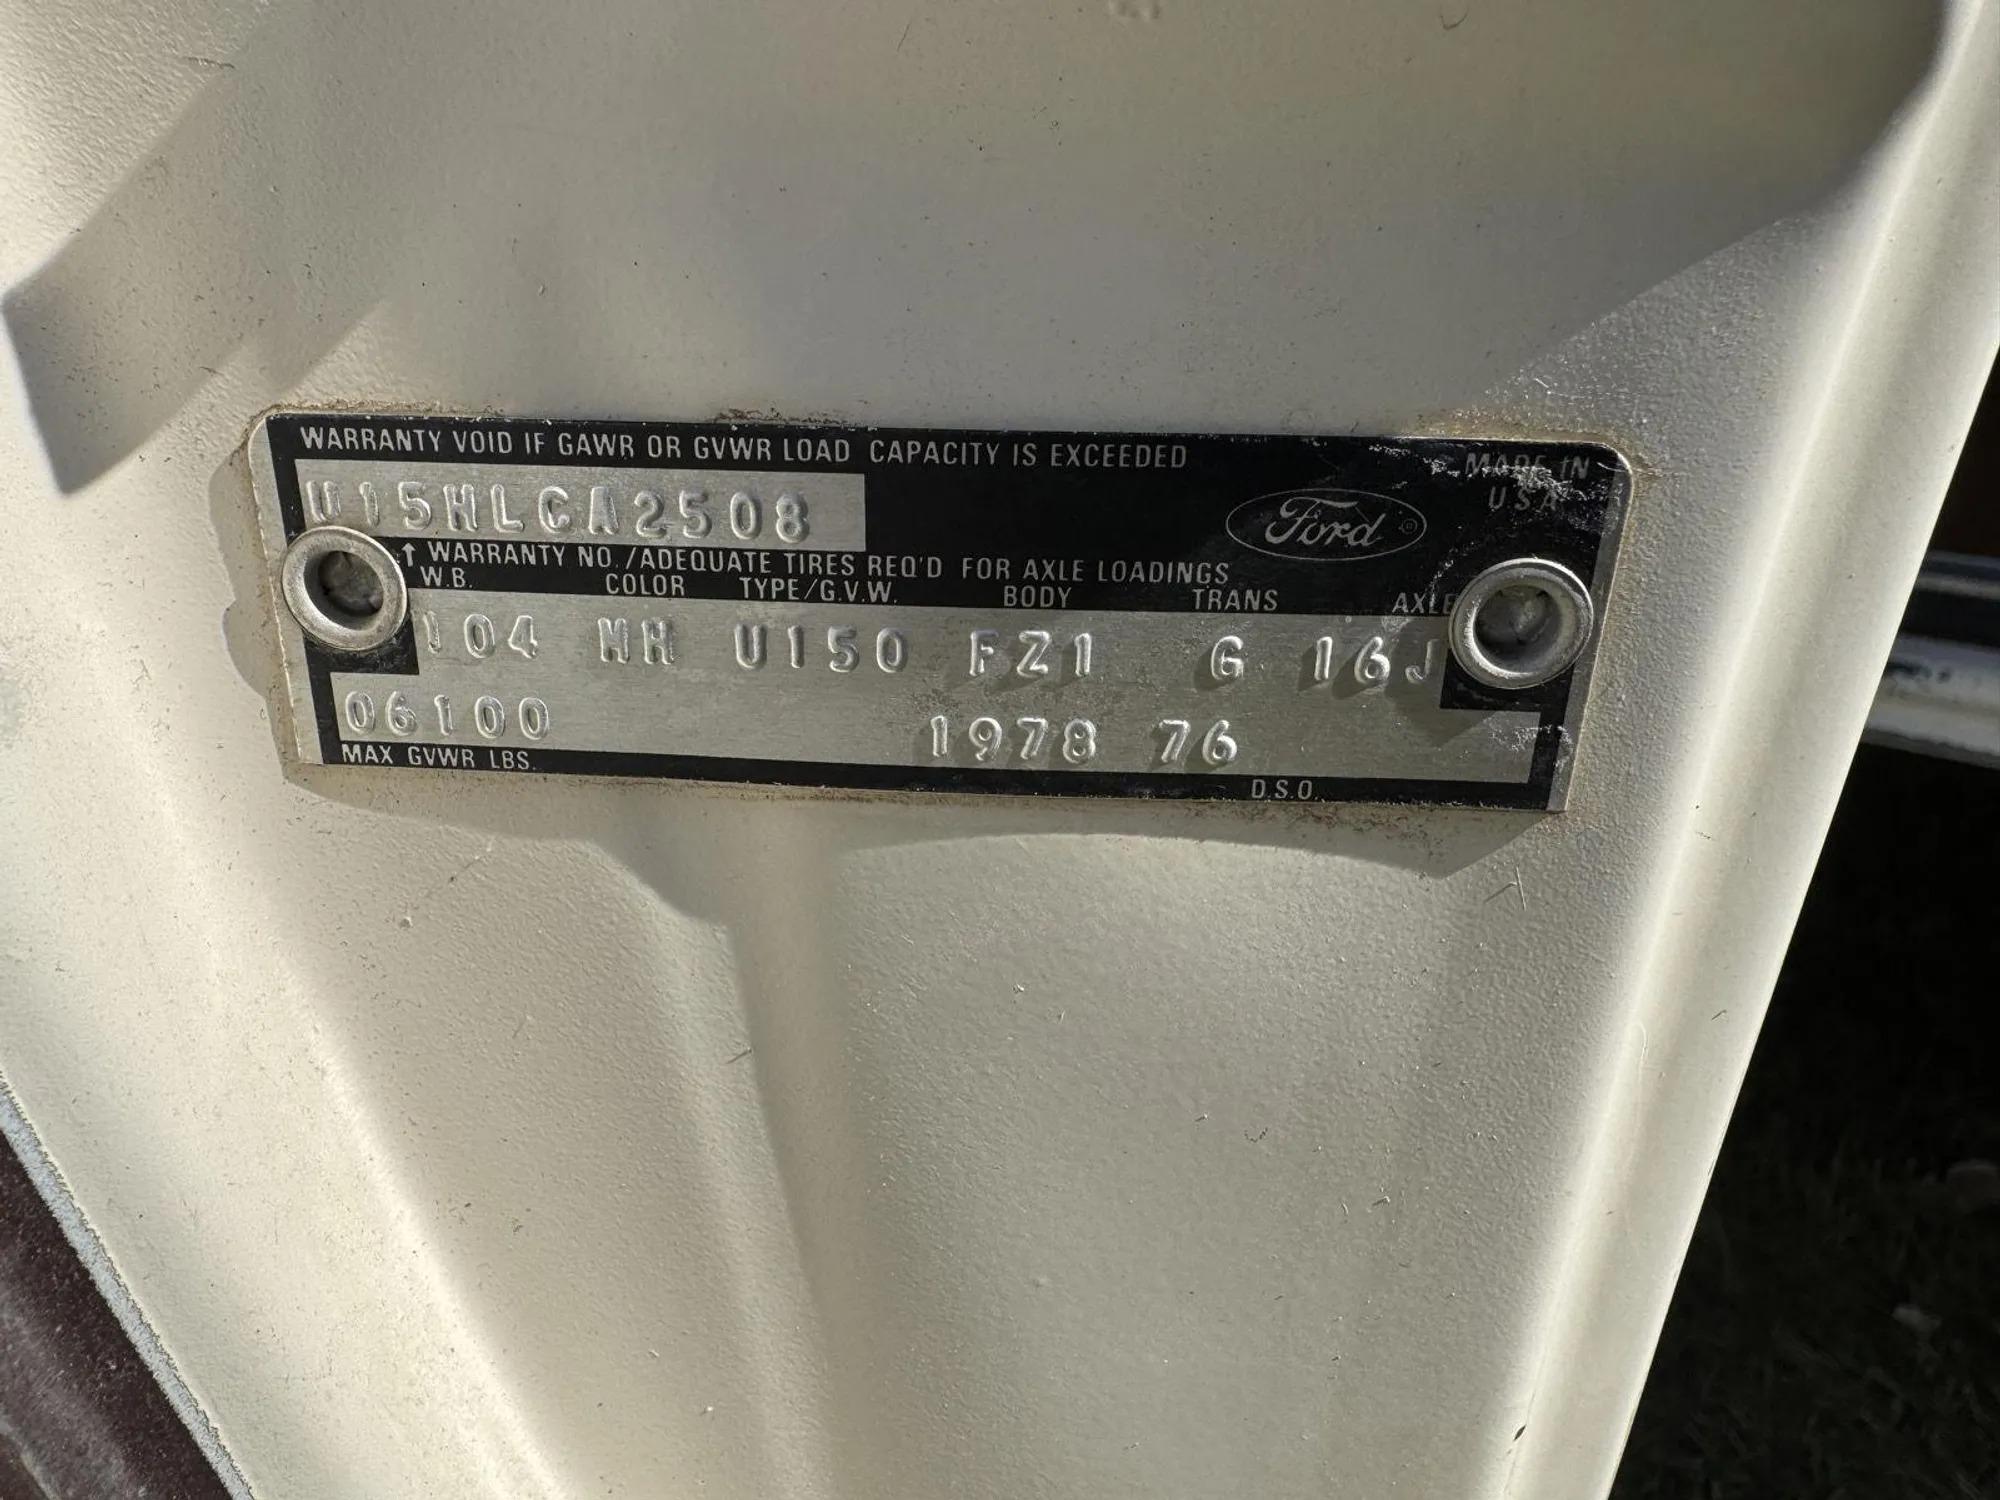 WARRANTY VOID IF GAWR OR GVWR LOAD CAPACITY IS EXCEEDED
MADE IN
U S A
U15HLCA2508
Ford ®
↑ WARRANTY NO./ADEQUATE TIRES REQ'D FOR AXLE LOADINGS
W.B. COLOR TYPE/G.V.W. BODY TRANS AXLE
104 MH U150 FZ1 G 16J
06100 1978 76
MAX GVWR LBS. D.S.O.